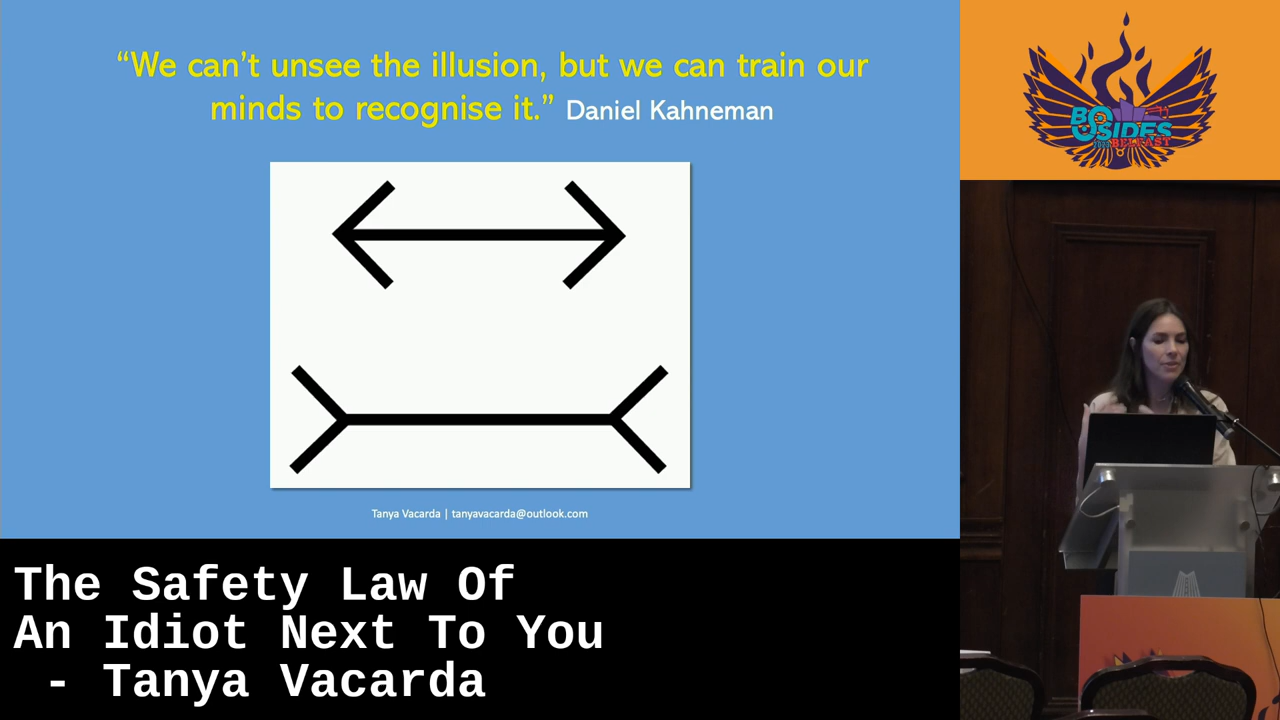 “We can’t unsee the illusion, but we can train our
minds to recognise it.” Daniel Kahneman
Tanya Vacarda | tanyavacarda@outlook.com
The Safety Law Of
An Idiot Next To You
- Tanya Vacarda
BSIDES
BELFAST